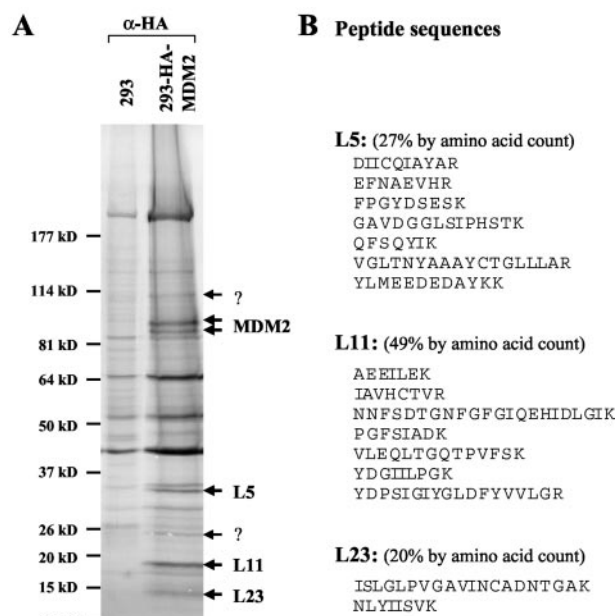 A
α-HA
293
293-HA-
MDM2
177 kD
114 kD
81 kD
64 kD
50 kD
37 kD
26 kD
20 kD
15 kD
?
MDM2
L5
?
L11
L23
B Peptide sequences
L5: (27% by amino acid count)
DIICQIAYAR
EFNAEVHR
FPGYDSESK
GAVDGGLSIPHSTK
QFSQYIK
VGLTNYAAAYCTGLLLAR
YLMEEDEDAYKK
L11: (49% by amino acid count)
AEEILEK
IAVHCTVR
NNFSDTGNFGFGIQEHIDLGIK
PGFSIADK
VLEQLTGQTPVFSK
YDGIILPGK
YDPSIGIYGLDFYVVLGR
L23: (20% by amino acid count)
ISLGLPVGAVINCADNTGAK
NLYIISVK